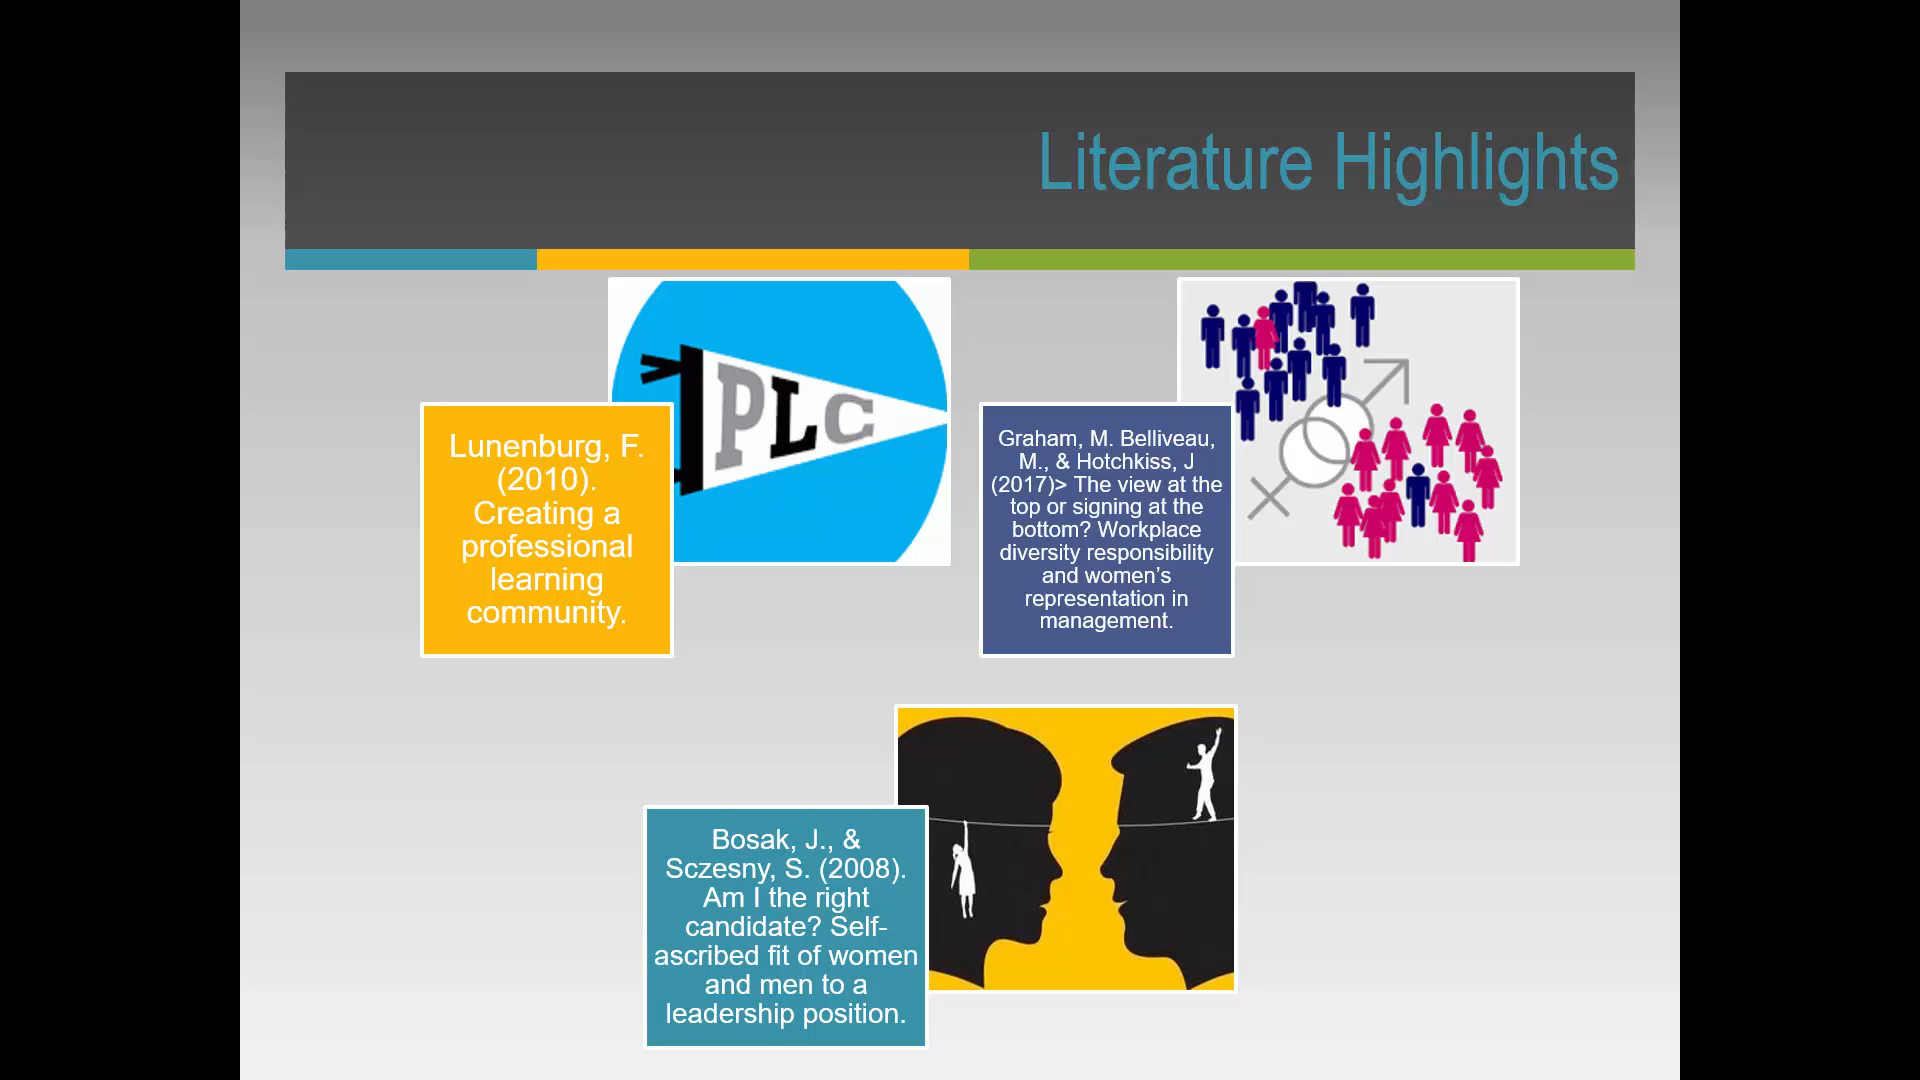 Literature Highlights
PLC
Lunenburg, F.
(2010).
Creating a
professional
learning
community.
Graham, M. Belliveau,
M., & Hotchkiss, J
(2017)> The view at the
top or signing at the
bottom? Workplace
diversity responsibility
and women’s
representation in
management.
Bosak, J., &
Sczesny, S. (2008).
Am I the right
candidate? Self-
ascribed fit of women
and men to a
leadership position.